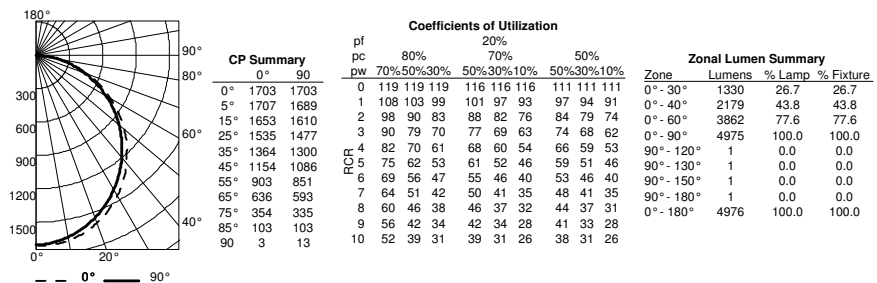 180°
90°
80°
60°
40°
300
600
900
1200
1500
0°
20°
0°
90°
CP Summary
0° 90
0° 1703 1703
5° 1707 1689
15° 1653 1610
25° 1535 1477
35° 1364 1300
45° 1154 1086
55° 903 851
65° 636 593
75° 354 335
85° 103 103
90 3 13
Coefficients of Utilization
pf 20%
pc 80% 70% 50%
pw 70%50%30% 50%30%10% 50%30%10%
RCR
0 119 119 119 116 116 116 111 111 111
1 108 103 99 101 97 93 97 94 91
2 98 90 83 88 82 76 84 79 74
3 90 79 70 77 69 63 74 68 62
4 82 70 61 68 60 54 66 59 53
5 75 62 53 61 52 46 59 51 46
6 69 56 47 55 46 40 53 46 40
7 64 51 42 50 41 35 48 41 35
8 60 46 38 46 37 32 44 37 31
9 56 42 34 42 34 28 41 33 28
10 52 39 31 39 31 26 38 31 26
Zonal Lumen Summary
Zone Lumens % Lamp % Fixture
0° - 30° 1330 26.7 26.7
0° - 40° 2179 43.8 43.8
0° - 60° 3862 77.6 77.6
0° - 90° 4975 100.0 100.0
90° - 120° 1 0.0 0.0
90° - 130° 1 0.0 0.0
90° - 150° 1 0.0 0.0
90° - 180° 1 0.0 0.0
0° - 180° 4976 100.0 100.0